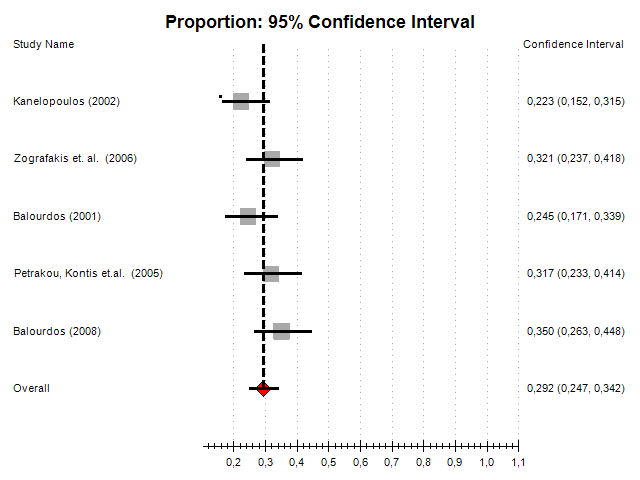 Proportion: 95% Confidence Interval
Study Name Confidence Interval
Kanelopoulos (2002) 0,223 (0,152, 0,315)
Zografakis et. al. (2006) 0,321 (0,237, 0,418)
Balourdos (2001) 0,245 (0,171, 0,339)
Petrakou, Kontis et.al. (2005) 0,317 (0,233, 0,414)
Balourdos (2008) 0,350 (0,263, 0,448)
Overall 0,292 (0,247, 0,342)
0,2 0,3 0,4 0,5 0,6 0,7 0,8 0,9 1,0 1,1